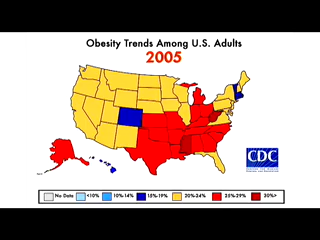 Obesity Trends Among U.S. Adults
2005
CDC
No Data <10% 10%-14% 15%-19% 20%-24% 25%-29% 30%>